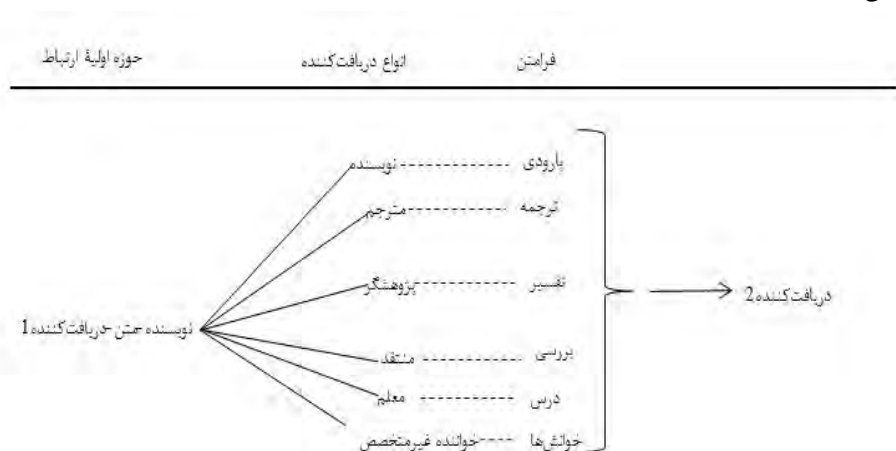 فرامتن انواع دریافت‌کننده حوزه اولیۀ ارتباط
پارودی ------------- نویسنده
ترجمه ----------- مترجم
تفسیر ----------- پژوهشگر
دریافت‌کننده2
نویسنده-متن-دریافت‌کننده1
بررسی ------------- منتقد
درس ----------- معلم
خوانش‌ها ---- خواننده غیرمتخصص